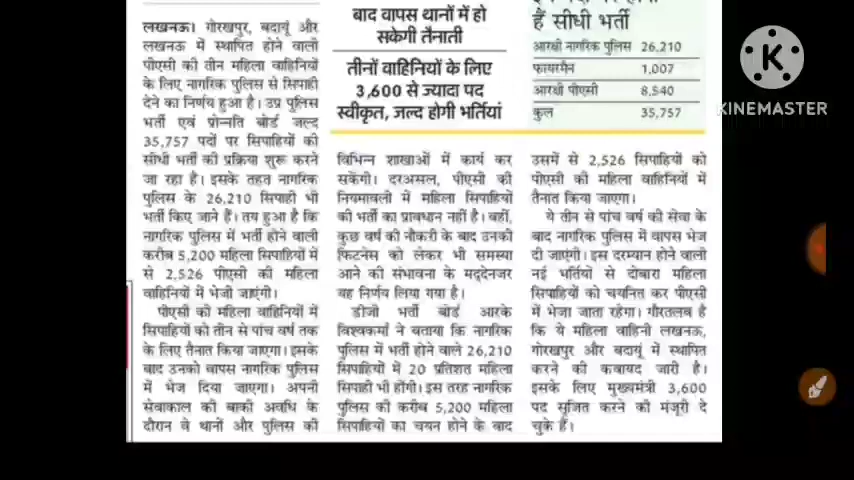 बाद वापस थानों में हो
सकेगी तैनाती
तीनों वाहिनियों के लिए
3,600 से ज्यादा पद
स्वीकृत, जल्द होगी भर्तियां
हैं सीधी भर्ती
आरक्षी नागरिक पुलिस 26,210
फायरमैन 1,007
आरक्षी पीएसी 8,540
कुल 35,757
लखनऊ। गोरखपुर, बदायूं और
लखनऊ में स्थापित होने वाली
पीएसी की तीन महिला वाहिनियों
के लिए नागरिक पुलिस से सिपाही
देने का निर्णय हुआ है। उप्र पुलिस
भर्ती एवं प्रोन्नति बोर्ड जल्द
35,757 पदों पर सिपाहियों की
सीधी भर्ती की प्रक्रिया शुरू करने
जा रहा है। इसके तहत नागरिक
पुलिस के 26,210 सिपाही भी
भर्ती किए जाने हैं। तय हुआ है कि
नागरिक पुलिस में भर्ती होने वाली
करीब 5,200 महिला सिपाहियों में
से 2,526 पीएसी की महिला
वाहिनियों में भेजी जाएंगी।
पीएसी की महिला वाहिनियों में
सिपाहियों को तीन से पांच वर्ष तक
के लिए तैनात किया जाएगा। इसके
बाद उनको वापस नागरिक पुलिस
में भेज दिया जाएगा। अपनी
सेवाकाल की बाकी अवधि के
दौरान वे थानों और पुलिस की
विभिन्न शाखाओं में कार्य कर
सकेंगी। दरअसल, पीएसी की
नियमावली में महिला सिपाहियों
की भर्ती का प्रावधान नहीं है। वहीं,
कुछ वर्ष की नौकरी के बाद उनकी
फिटनेस को लेकर भी समस्या
आने की संभावना के मद्देनजर
यह निर्णय लिया गया है।
डीजी भर्ती बोर्ड आरके
विश्वकर्मा ने बताया कि नागरिक
पुलिस में भर्ती होने वाले 26,210
सिपाहियों में 20 प्रतिशत महिला
सिपाही भी होंगी। इस तरह नागरिक
पुलिस की करीब 5,200 महिला
सिपाहियों का चयन होने के बाद
उसमें से 2,526 सिपाहियों को
पीएसी की महिला वाहिनियों में
तैनात किया जाएगा।
ये तीन से पांच वर्ष की सेवा के
बाद नागरिक पुलिस में वापस भेज
दी जाएंगी। इस दरम्यान होने वाली
नई भर्तियों से दोबारा महिला
सिपाहियों को चयनित कर पीएसी
में भेजा जाता रहेगा। गौरतलब है
कि ये महिला वाहिनी लखनऊ,
गोरखपुर और बदायूं में स्थापित
करने की कवायद जारी है।
इसके लिए मुख्यमंत्री 3,600
पद सृजित करने की मंजूरी दे
चुके हैं।
K
KINEMASTER